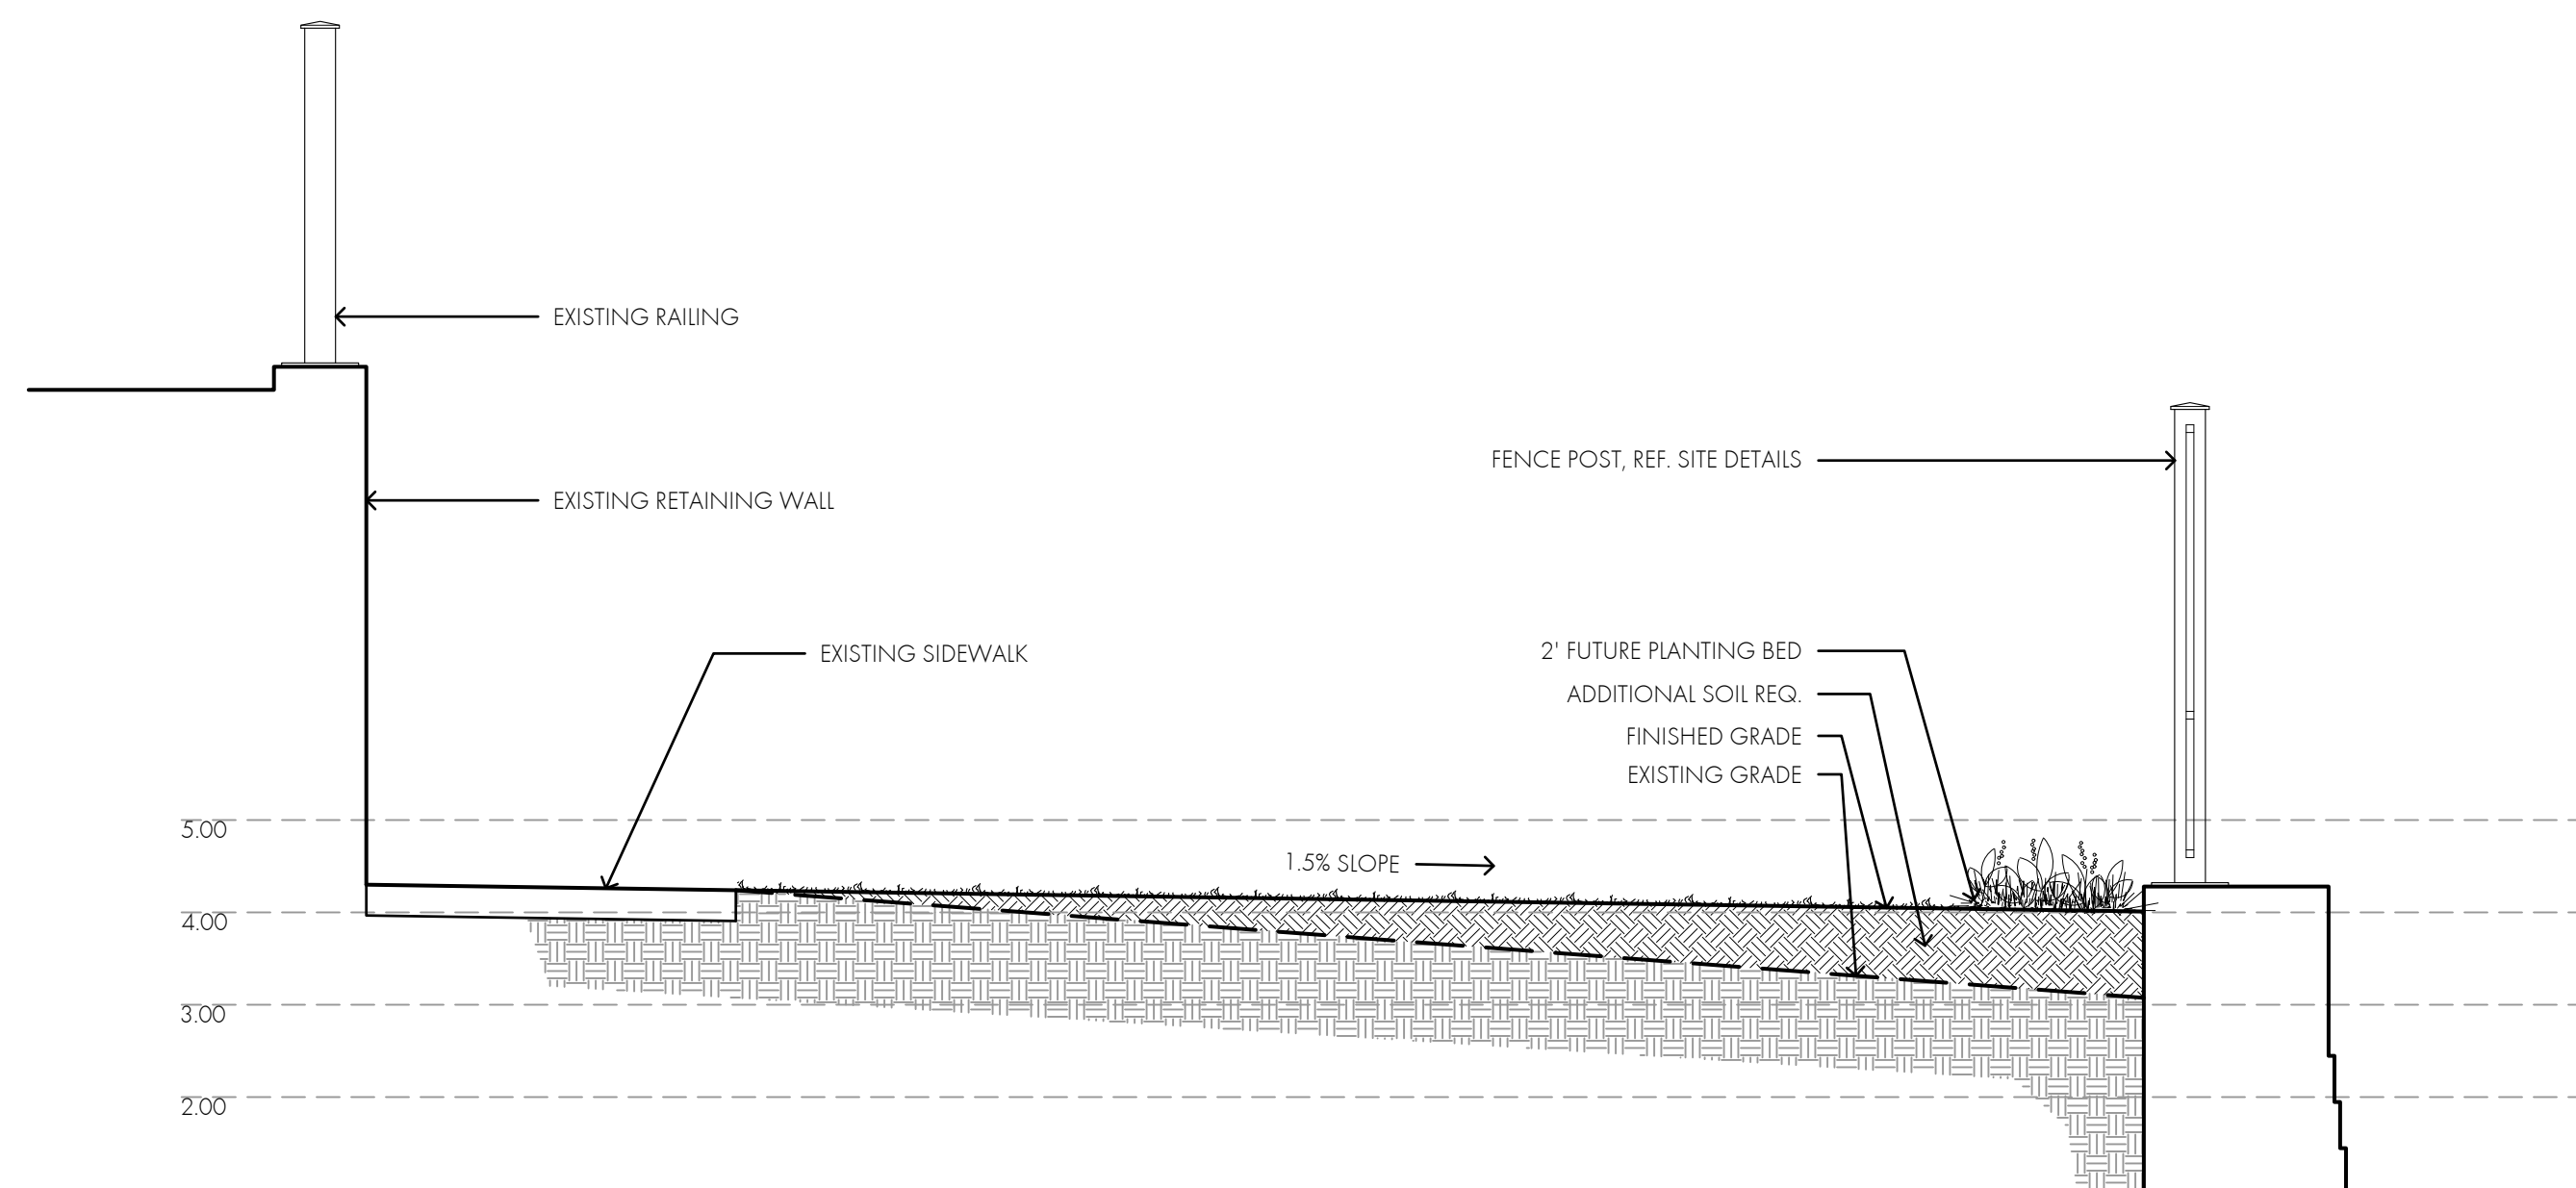 EXISTING RAILING
FENCE POST, REF. SITE DETAILS
EXISTING RETAINING WALL
EXISTING SIDEWALK
2' FUTURE PLANTING BED
ADDITIONAL SOIL REQ.
FINISHED GRADE
EXISTING GRADE
5.00
1.5% SLOPE
4.00
3.00
2.00